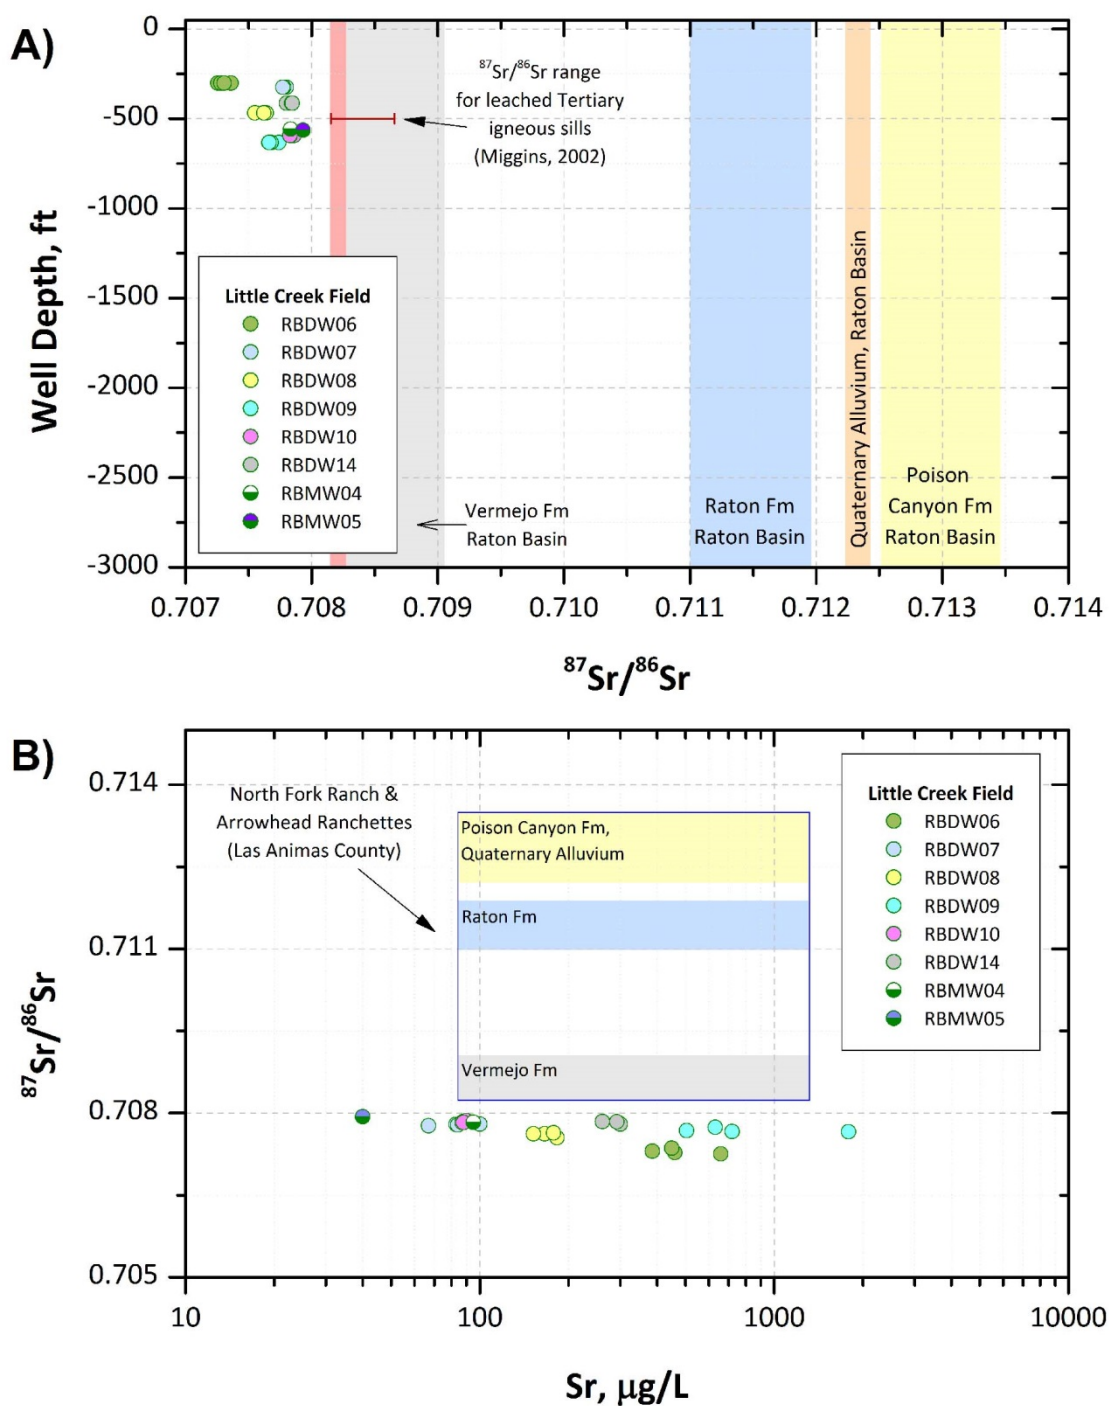 A)
0
-500
-1000
-1500
-2000
-2500
-3000
Well Depth, ft
⁸⁷Sr/⁸⁶Sr range
for leached Tertiary
igneous sills
(Miggins, 2002)
Little Creek Field
RBDW06
RBDW07
RBDW08
RBDW09
RBDW10
RBDW14
RBMW04
RBMW05
Vermejo Fm
Raton Basin
Raton Fm
Raton Basin
Quaternary Alluvium, Raton Basin
Poison
Canyon Fm
Raton Basin
0.707 0.708 0.709 0.710 0.711 0.712 0.713 0.714
⁸⁷Sr/⁸⁶Sr
B)
0.714
0.711
0.708
0.705
⁸⁷Sr/⁸⁶Sr
North Fork Ranch &
Arrowhead Ranchettes
(Las Animas County)
Poison Canyon Fm,
Quaternary Alluvium
Raton Fm
Vermejo Fm
Little Creek Field
RBDW06
RBDW07
RBDW08
RBDW09
RBDW10
RBDW14
RBMW04
RBMW05
10 100 1000 10000
Sr, µg/L